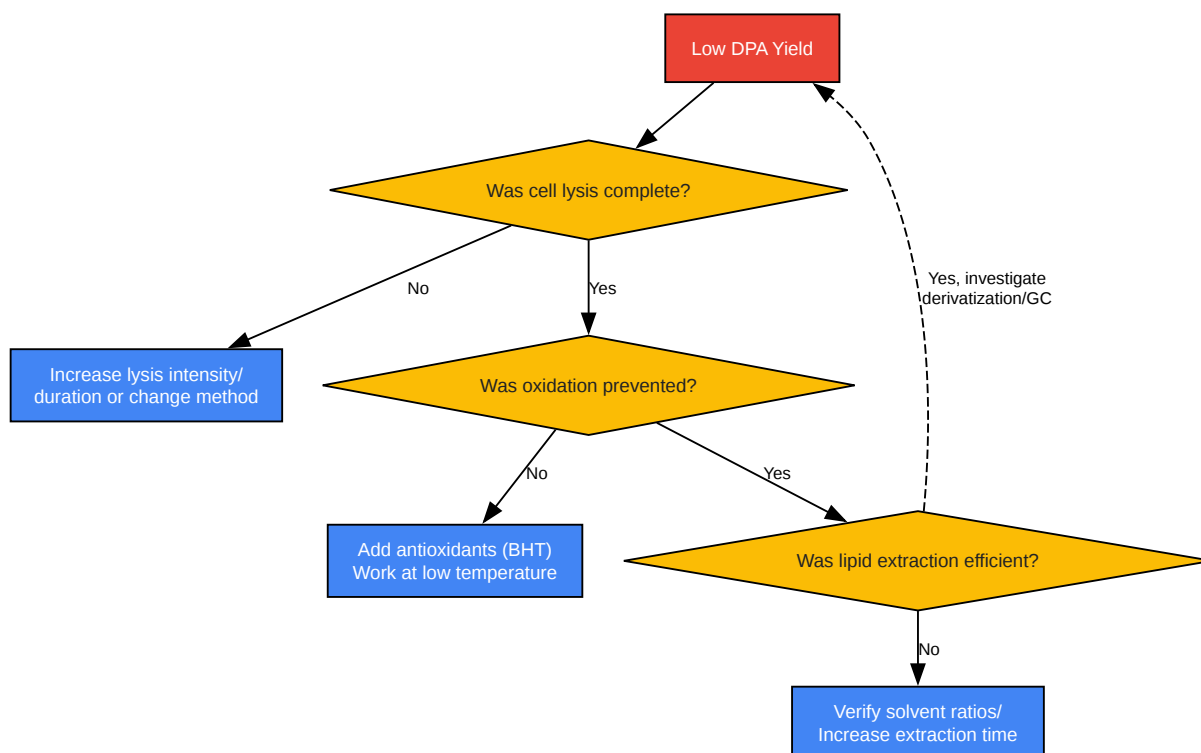 Low DPA Yield
Was cell lysis complete?
Yes, investigate
derivatization/GC
No
Yes
Increase lysis intensity/
duration or change method
Was oxidation prevented?
No
Yes
Add antioxidants (BHT)
Work at low temperature
Was lipid extraction efficient?
No
Verify solvent ratios/
Increase extraction time